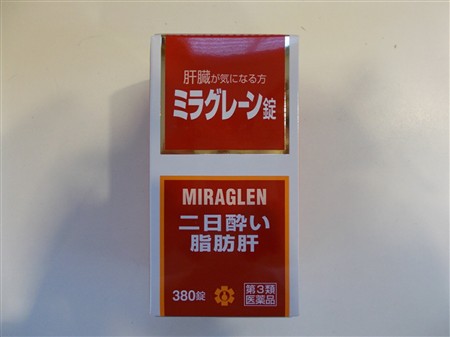 肝臓が気になる方
ミラグレーン錠
MIRAGLEN
二日酔い
脂肪肝
380錠
第3類
医薬品